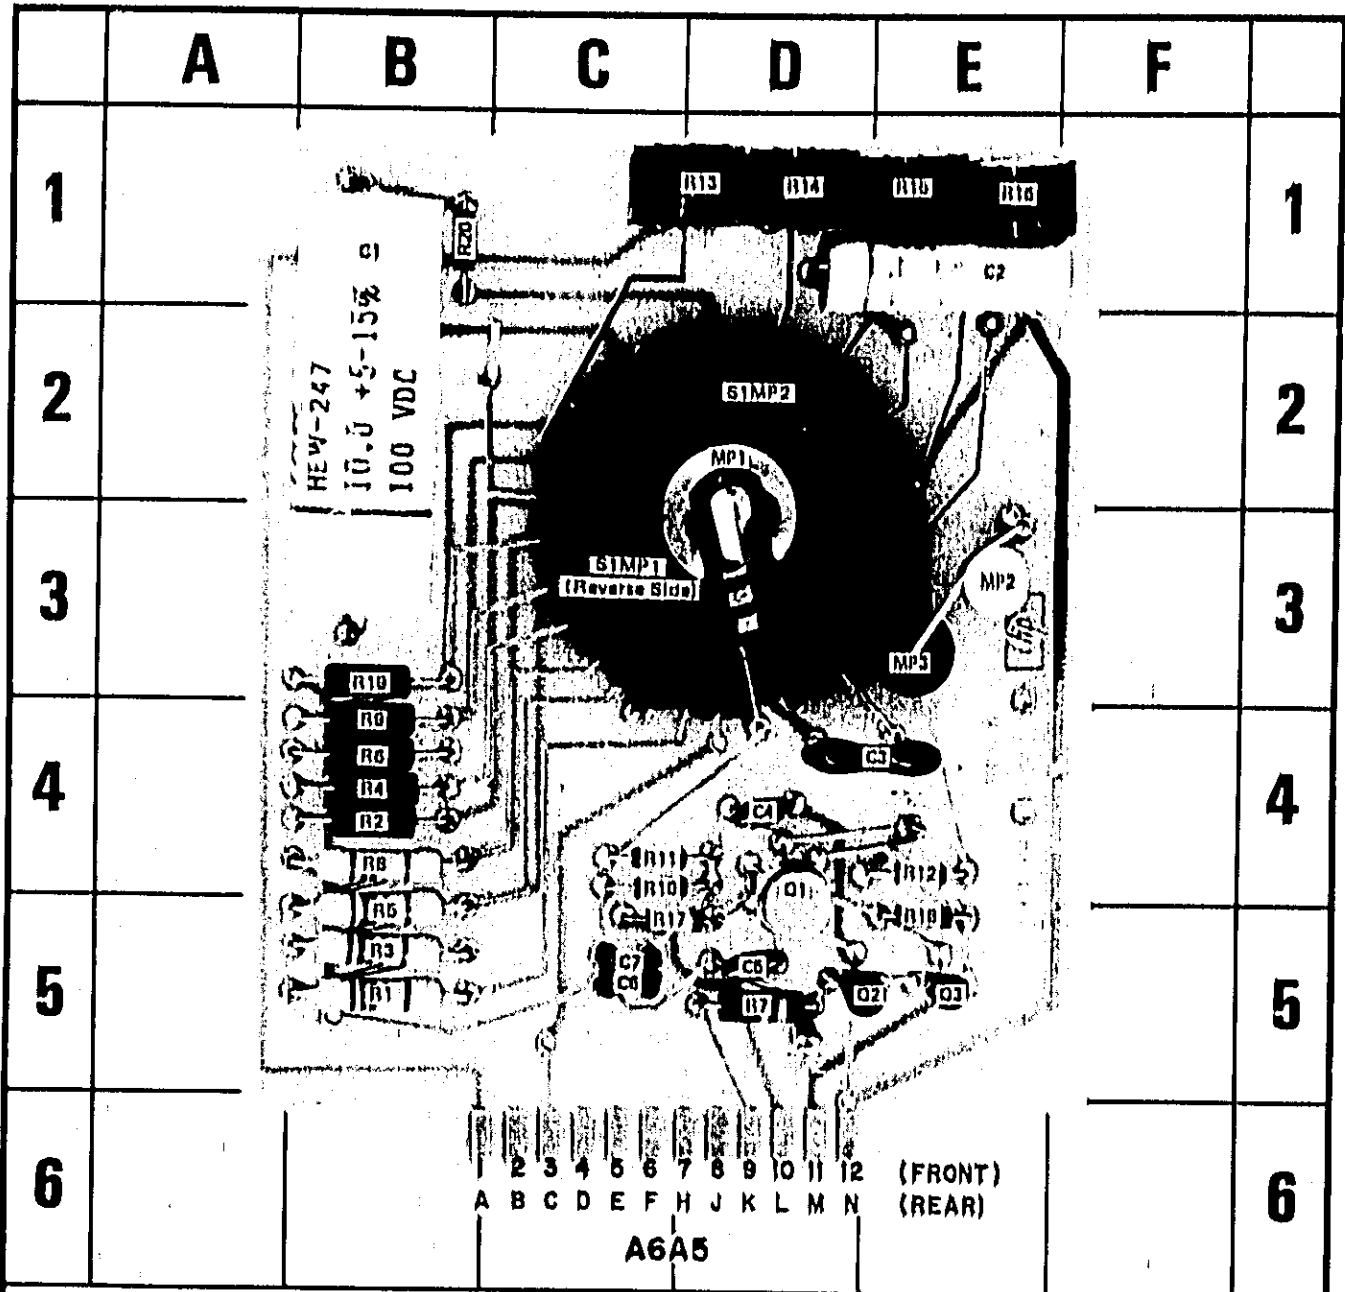 A B C D E F
1 1
R13 R14 R15 R16
R20
C1
C2
HEW-247
10.0 +5-15%
100 VDC
2 2
S1MP2
MP1
3 3
S1MP1
(Reverse Side)
MP2
hp
MP3
R19
R9
R6
R4
R2
4 4
C3
C4
R8
R11
R10
Q1
R12
R5
R17
R18
R3
C7
C6
C5
R1
R7
Q2
Q3
5 5
2 3 4 5 6 7 8 9 10 11 12 (FRONT)
A B C D E F H J K L M N (REAR)
6 6
A6A5